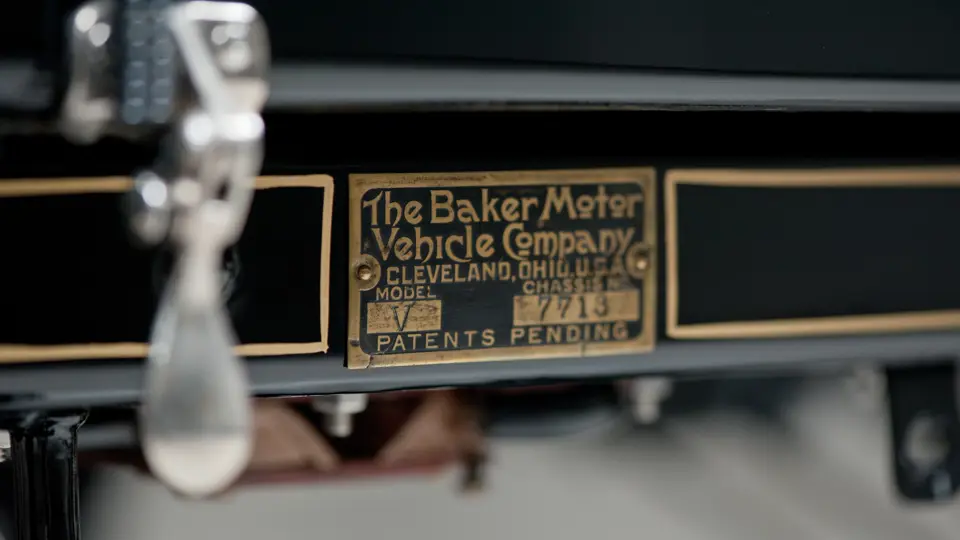 The Baker Motor
Vehicle Company
CLEVELAND, OHIO, U.S.A.
MODEL CHASSIS No
V 7713
PATENTS PENDING